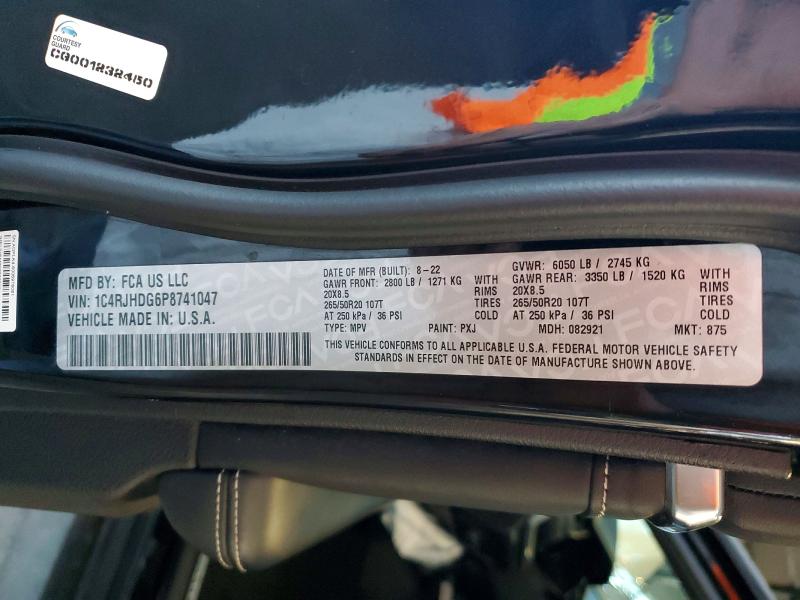 COURTESY
GUARD
CG001838450
MFD BY: FCA US LLC
VIN: 1C4RJHDG6P8741047
VEHICLE MADE IN: U.S.A.
DATE OF MFR (BUILT): 8-22 GVWR: 6050 LB / 2745 KG
GAWR FRONT: 2800 LB / 1271 KG WITH GAWR REAR: 3350 LB / 1520 KG WITH
20X8.5 RIMS 20X8.5 RIMS
265/50R20 107T TIRES 265/50R20 107T TIRES
AT 250 kPa / 36 PSI COLD AT 250 kPa / 36 PSI COLD
TYPE: MPV PAINT: PXJ MDH: 082921 MKT: 875
THIS VEHICLE CONFORMS TO ALL APPLICABLE U.S.A. FEDERAL MOTOR VEHICLE SAFETY
STANDARDS IN EFFECT ON THE DATE OF MANUFACTURE SHOWN ABOVE.